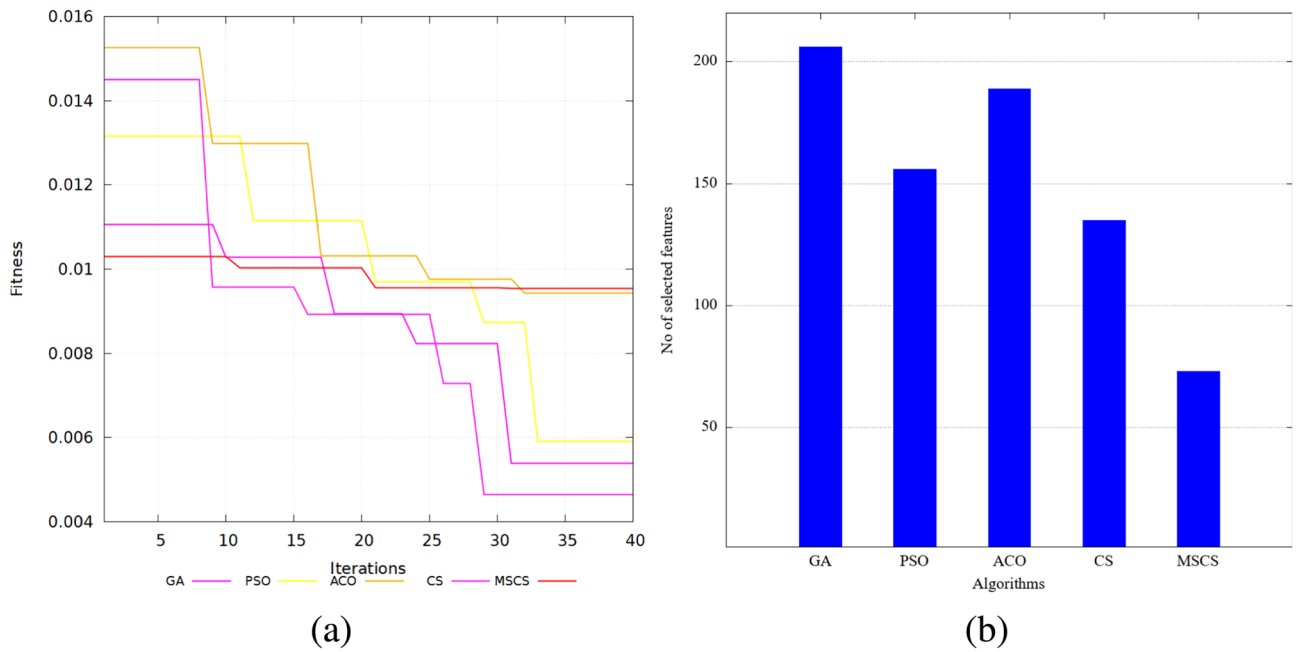 0.016
0.014
0.012
0.01
0.008
0.006
0.004
Fitness
5 10 15 20 25 30 35 40
Iterations
GA PSO ACO CS MSCS
(a)
200
150
100
50
No of selected features
GA PSO ACO CS MSCS
Algorithms
(b)